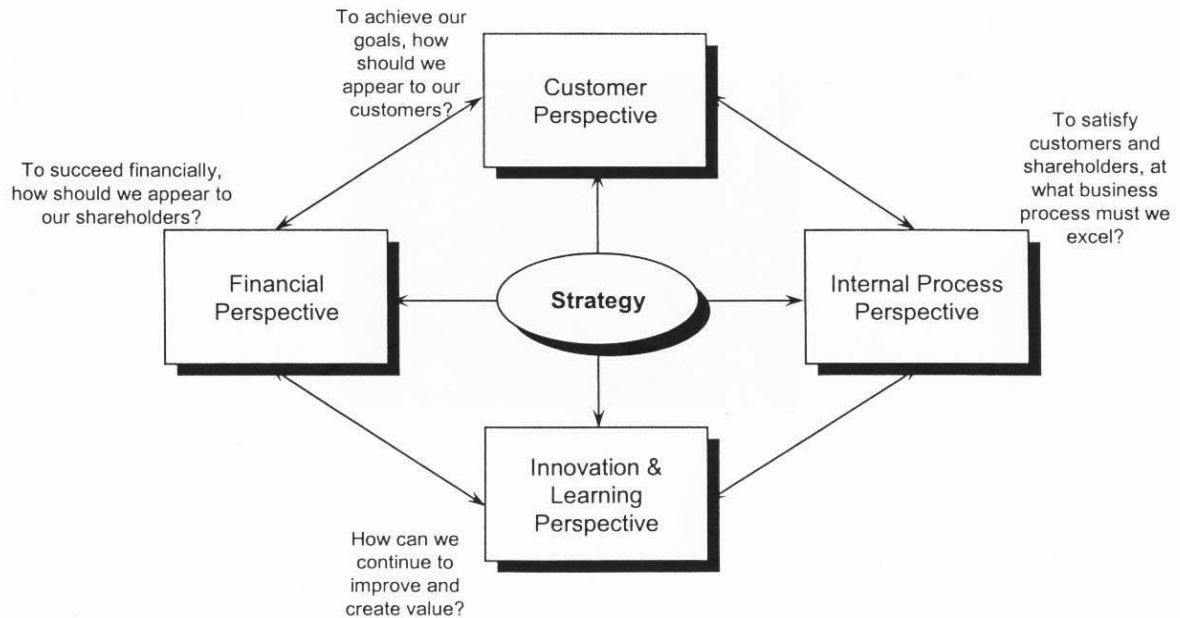 To achieve our
goals, how
should we
appear to our
customers?
Customer
Perspective
To satisfy
customers and
shareholders, at
what business
process must we
excel?
To succeed financially,
how should we appear to
our shareholders?
Financial
Perspective
Strategy
Internal Process
Perspective
Innovation &
Learning
Perspective
How can we
continue to
improve and
create value?